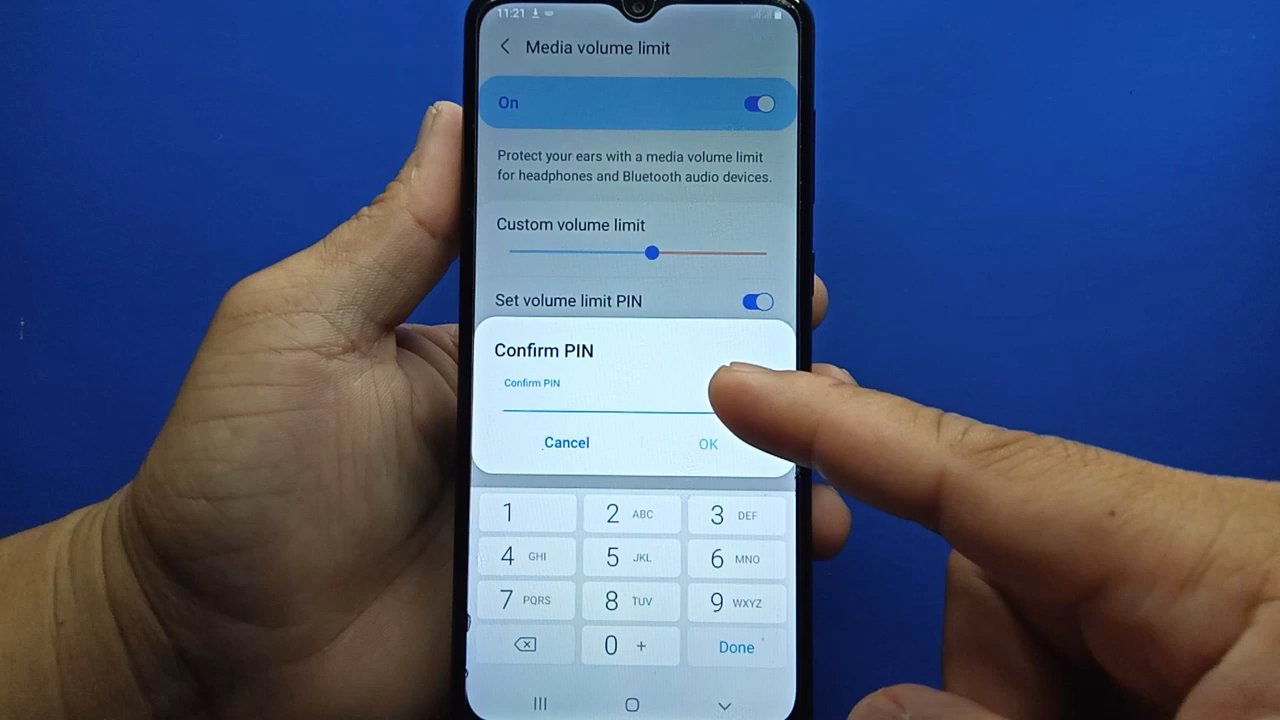 11:21
Media volume limit
On
Protect your ears with a media volume limit
for headphones and Bluetooth audio devices.
Custom volume limit
Set volume limit PIN
Confirm PIN
Confirm PIN
Cancel OK
1 2 ABC 3 DEF
4 GHI 5 JKL 6 MNO
7 PQRS 8 TUV 9 WXYZ
0 + Done